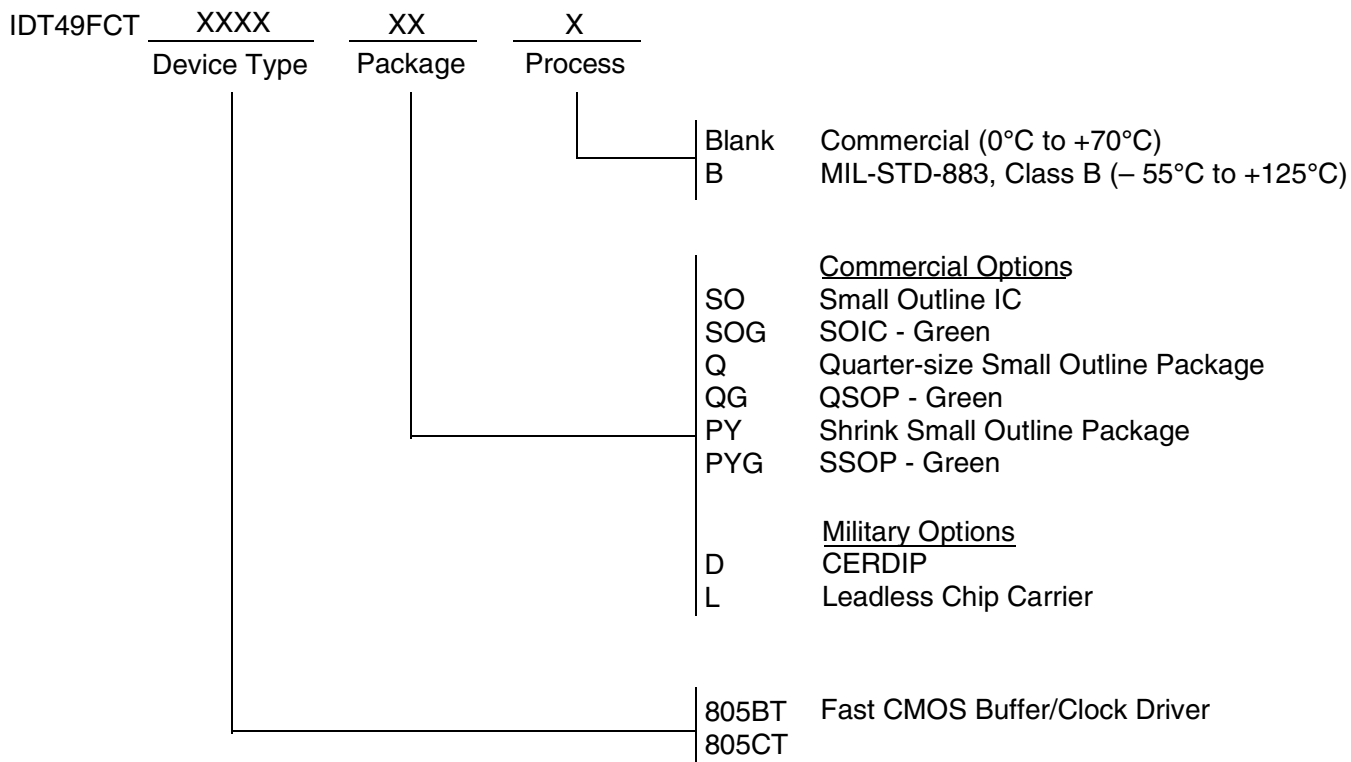 IDT49FCT XXXX XX X
Device Type Package Process
Blank Commercial (0°C to +70°C)
B MIL-STD-883, Class B (– 55°C to +125°C)
Commercial Options
SO Small Outline IC
SOG SOIC - Green
Q Quarter-size Small Outline Package
QG QSOP - Green
PY Shrink Small Outline Package
PYG SSOP - Green
Military Options
D CERDIP
L Leadless Chip Carrier
805BT Fast CMOS Buffer/Clock Driver
805CT